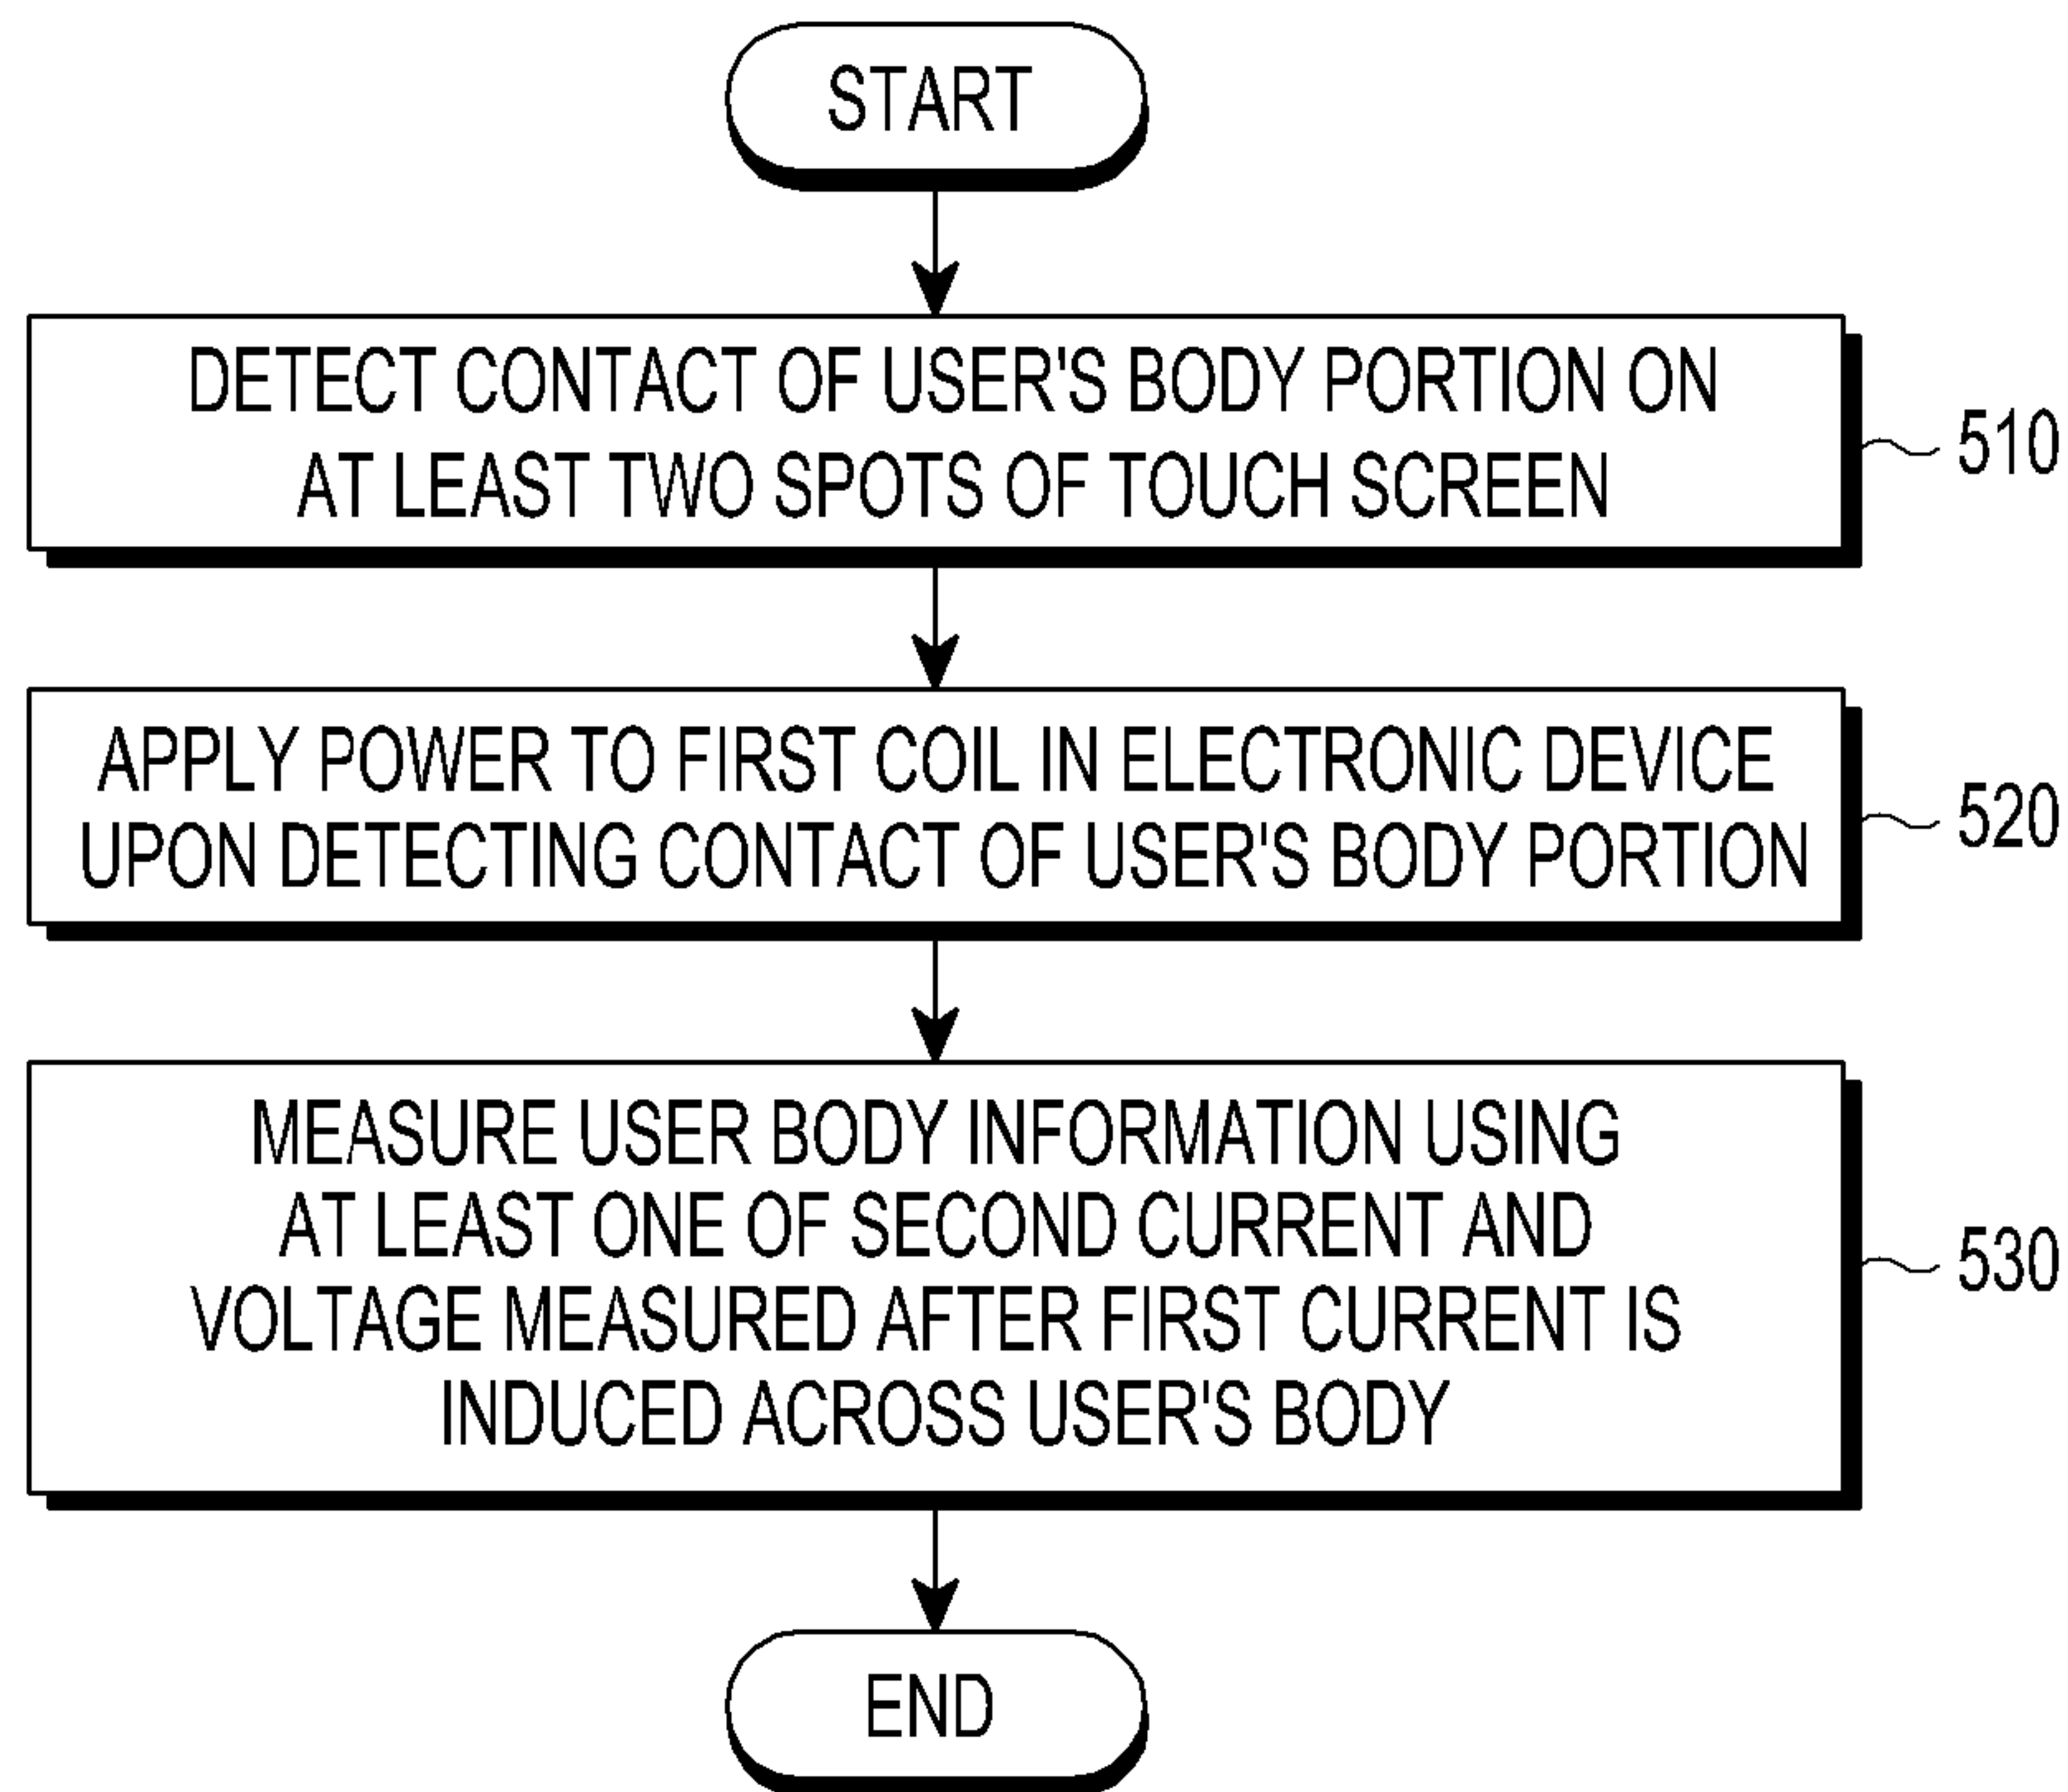 START
DETECT CONTACT OF USER'S BODY PORTION ON
AT LEAST TWO SPOTS OF TOUCH SCREEN
510
APPLY POWER TO FIRST COIL IN ELECTRONIC DEVICE
UPON DETECTING CONTACT OF USER'S BODY PORTION
520
MEASURE USER BODY INFORMATION USING
AT LEAST ONE OF SECOND CURRENT AND
VOLTAGE MEASURED AFTER FIRST CURRENT IS
INDUCED ACROSS USER'S BODY
530
END